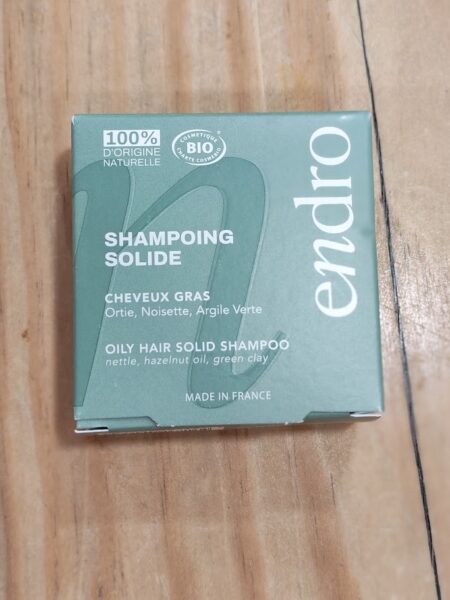 100%
D'ORIGINE
NATURELLE
COSMETIQUE
BIO
CHARTE COSMEBIO
endro
SHAMPOING
SOLIDE
CHEVEUX GRAS
Ortie, Noisette, Argile Verte
OILY HAIR SOLID SHAMPOO
nettle, hazelnut oil, green clay
MADE IN FRANCE